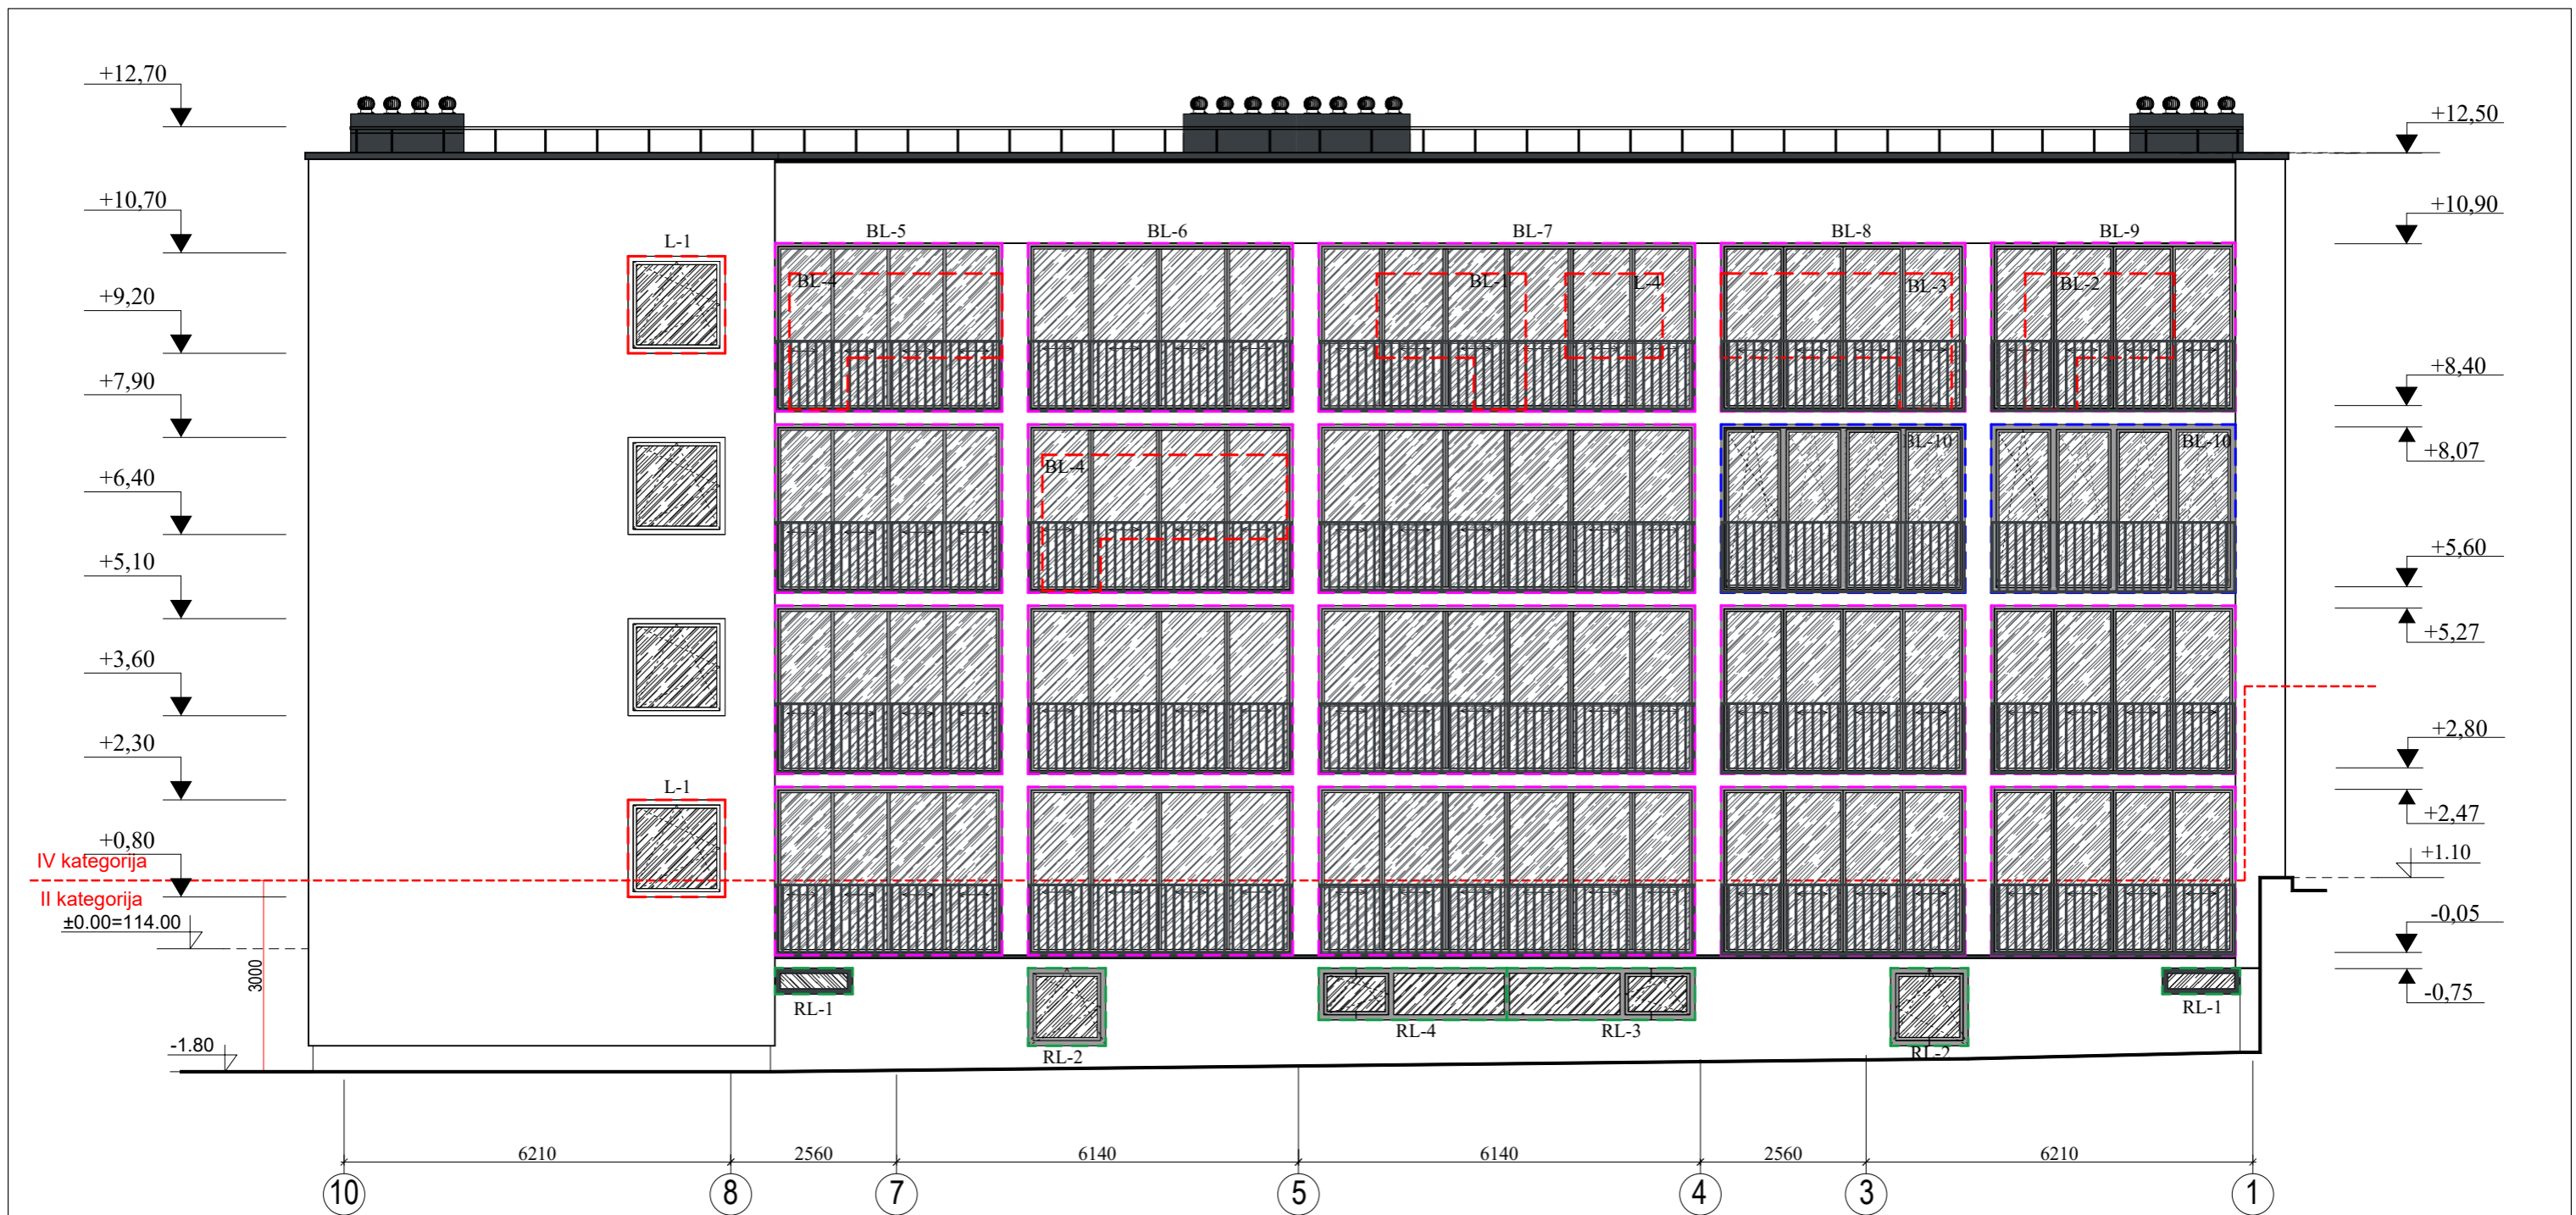 +12,70
+12,50
+10,70
+10,90
L-1
BL-5
BL-6
BL-7
BL-8
BL-9
BL-4
BL-1
L-4
BL-3
BL-2
+9,20
+7,90
+8,40
+8,07
BL-4
BL-10
BL-10
+6,40
+5,10
+5,60
+5,27
+3,60
+2,30
+2,80
+2,47
L-1
+0,80
IV kategorija
II kategorija
+1.10
±0.00=114.00
-0,05
-0,75
3000
RL-1
RL-2
RL-4
RL-3
RL-2
RL-1
-1.80
6210
2560
6140
6140
2560
6210
10
8
7
5
4
3
1